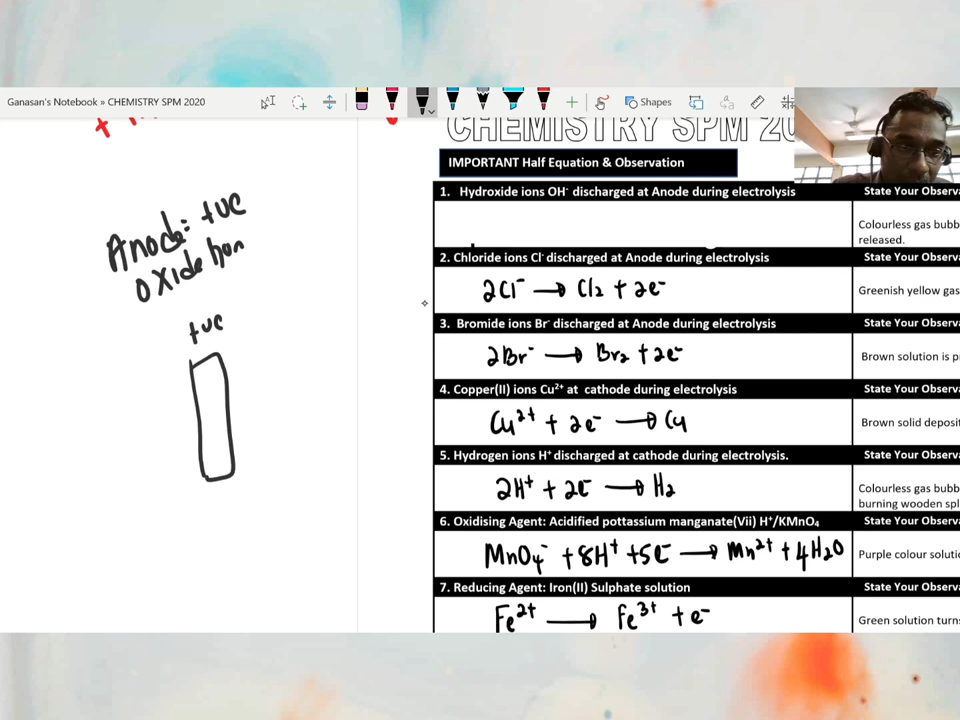 Ganasan's Notebook » CHEMISTRY SPM 2020
Shapes
CHEMISTRY SPM 20
IMPORTANT Half Equation & Observation
Anode: +ve
oxide ion
+ve
1. Hydroxide ions OH⁻ discharged at Anode during electrolysis
State Your Observa
Colourless gas bubb
released.
2. Chloride ions Cl⁻ discharged at Anode during electrolysis
State Your Observa
2Cl⁻ → Cl₂ + 2e⁻
Greenish yellow gas
3. Bromide ions Br⁻ discharged at Anode during electrolysis
State Your Observa
2Br⁻ → Br₂ + 2e⁻
Brown solution is p
4. Copper(II) ions Cu²⁺ at cathode during electrolysis
State Your Observa
Cu²⁺ + 2e⁻ → Cu
Brown solid deposit
5. Hydrogen ions H⁺ discharged at cathode during electrolysis.
State Your Observa
2H⁺ + 2e⁻ → H₂
Colourless gas bubb
burning wooden spl
6. Oxidising Agent: Acidified pottassium manganate(Vii) H⁺/KMnO₄
State Your Observa
MnO₄⁻ + 8H⁺ + 5e⁻ → Mn²⁺ + 4H₂O
Purple colour solutio
7. Reducing Agent: Iron(II) Sulphate solution
State Your Observa
Fe²⁺ → Fe³⁺ + e⁻
Green solution turns